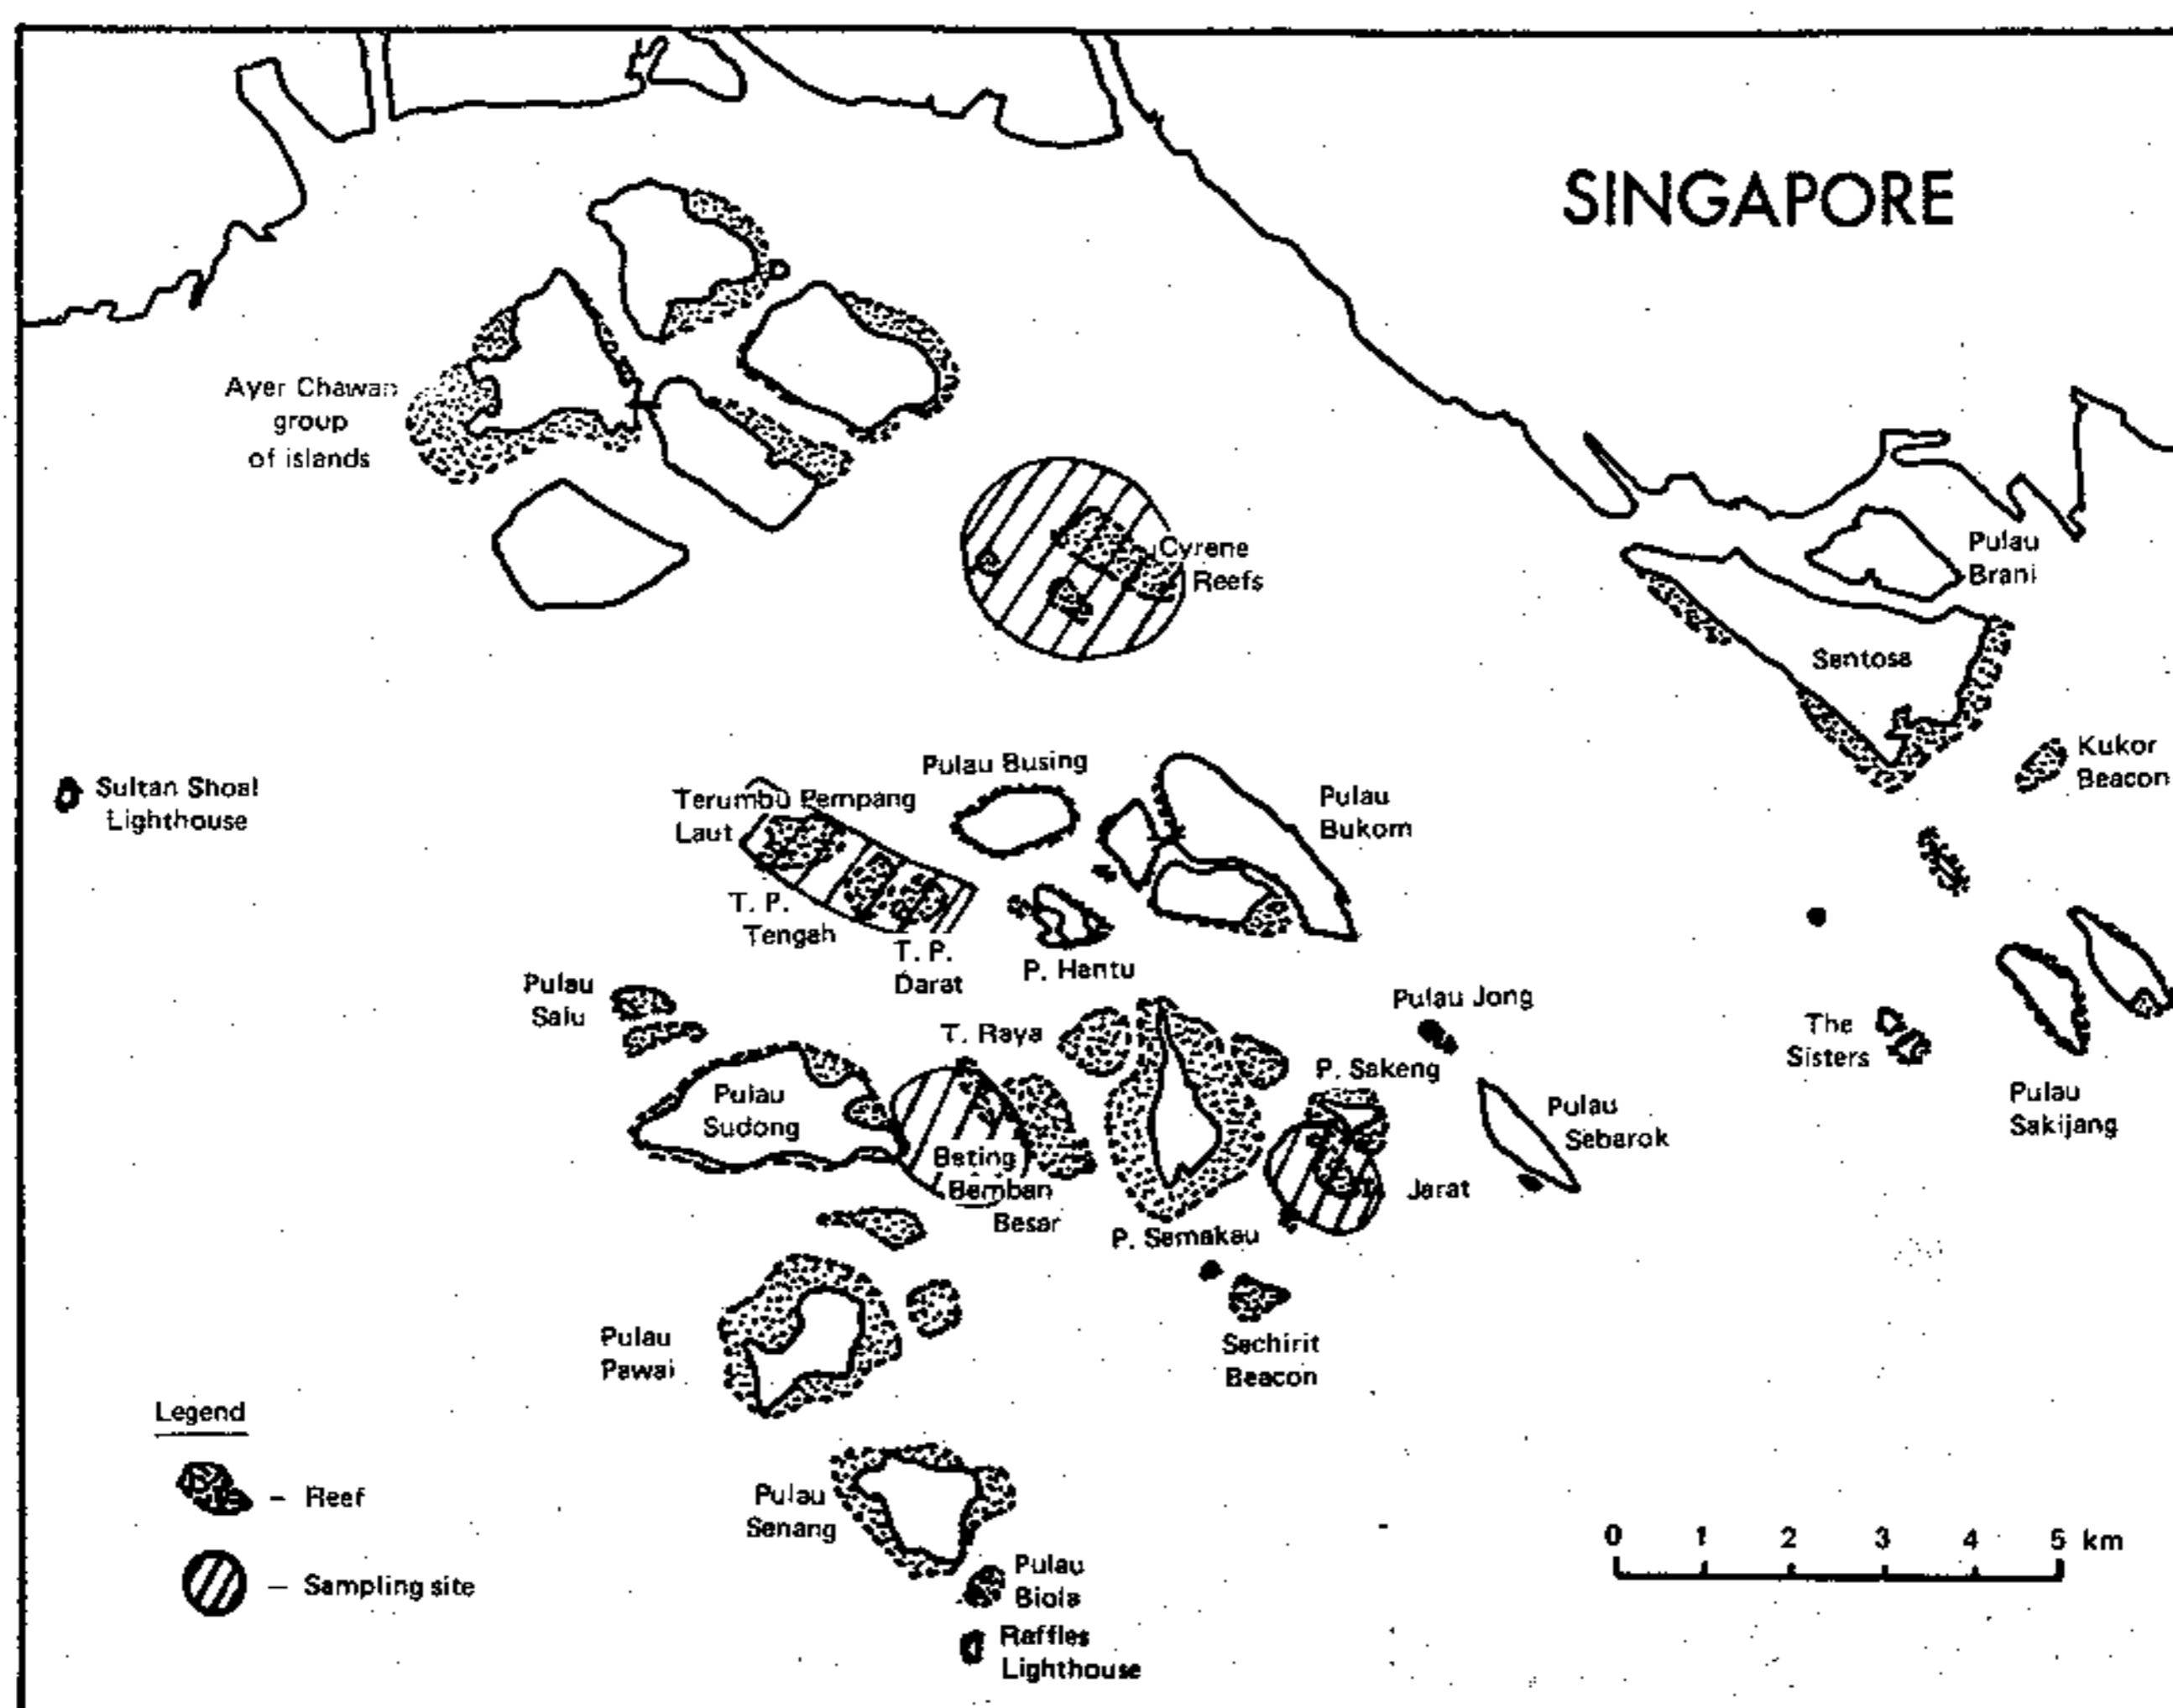 SINGAPORE
Ayer Chawan
group
of islands
Cyrene
Reefs
Pulau
Brani
Sentosa
Kukor
Beacon
Sultan Shoal
Lighthouse
Pulau Busing
Terumbu Pempang
Laut
Pulau
Bukom
T. P.
Tengah
T. P.
Darat
P. Hantu
Pulau
Salu
Pulau Jong
T. Raya
The
Sisters
P. Sakeng
Pulau
Sudong
Pulau
Sebarok
Pulau
Sakijang
Beting
Bemban
Besar
Jarat
P. Semakau
Sechirit
Beacon
Pulau
Pawai
Legend
– Reef
– Sampling site
Pulau
Senang
Pulau
Biola
Raffles
Lighthouse
0 1 2 3 4 5 km